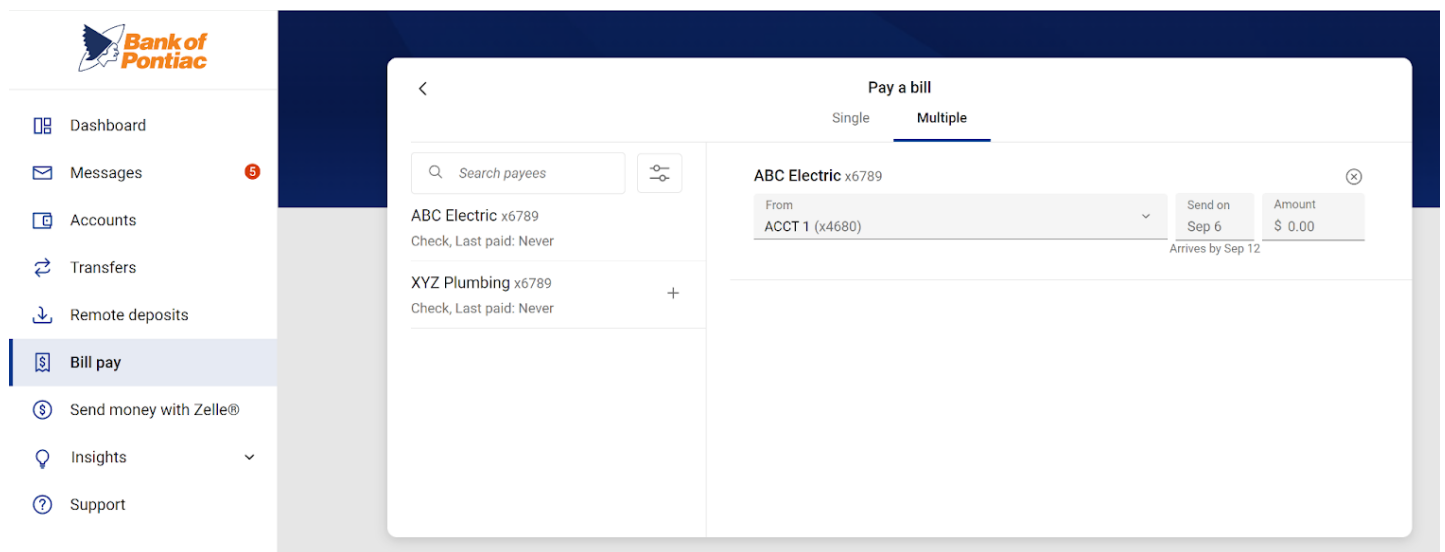 Bank of
Pontiac
Dashboard
Messages 5
Accounts
Transfers
Remote deposits
Bill pay
Send money with Zelle®
Insights
Support
Pay a bill
Single Multiple
Search payees
ABC Electric x6789
Check, Last paid: Never
XYZ Plumbing x6789
Check, Last paid: Never
ABC Electric x6789
From
ACCT 1 (x4680)
Send on
Sep 6
Arrives by Sep 12
Amount
$ 0.00